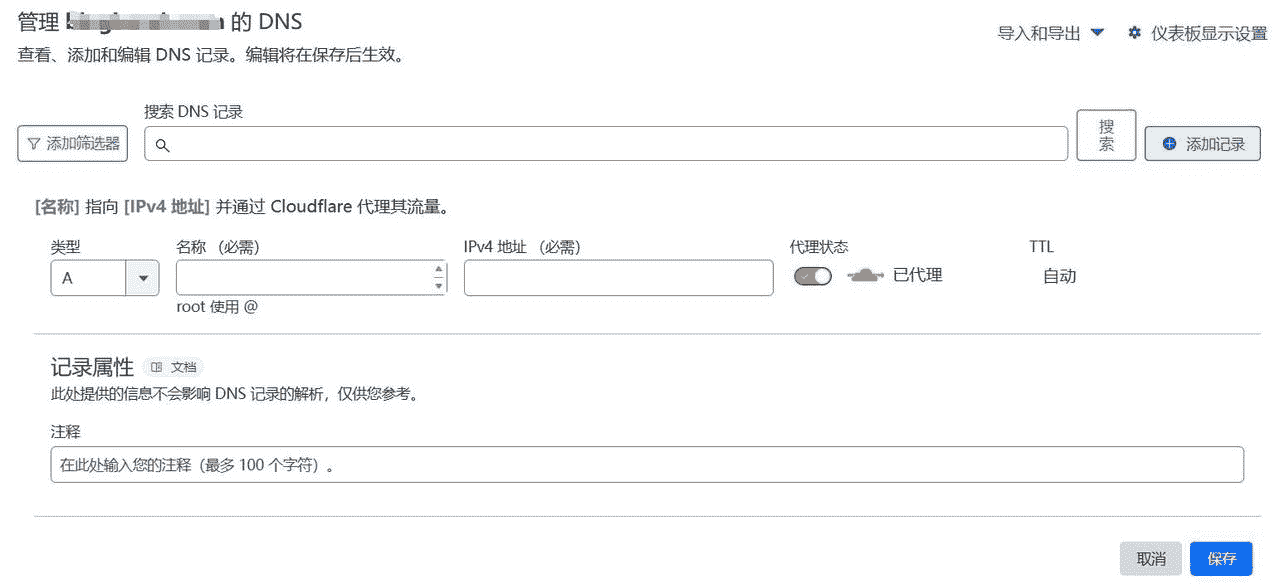 管理 的 DNS
导入和导出
仪表板显示设置
查看、添加和编辑 DNS 记录。编辑将在保存后生效。
搜索 DNS 记录
添加筛选器
搜
索
添加记录
[名称] 指向 [IPv4 地址] 并通过 Cloudflare 代理其流量。
类型 名称 （必需） IPv4 地址 （必需） 代理状态 TTL
A 已代理 自动
root 使用 @
记录属性 文档
此处提供的信息不会影响 DNS 记录的解析，仅供您参考。
注释
在此处输入您的注释（最多 100 个字符）。
取消 保存